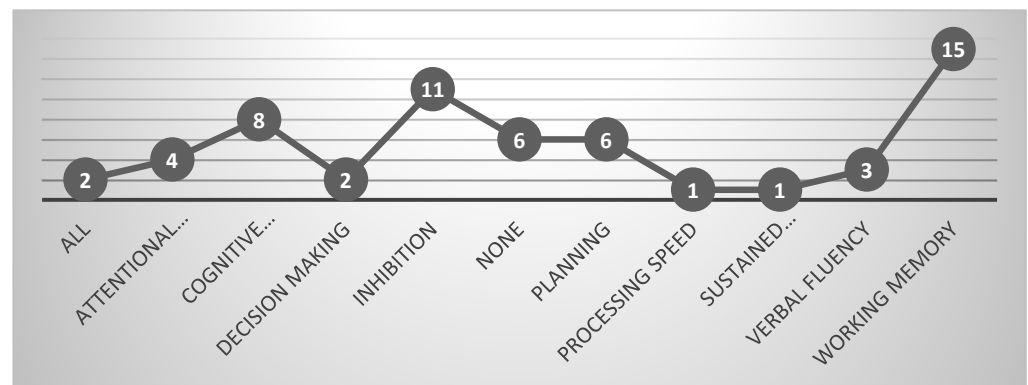 2
4
8
2
11
6
6
1
1
3
15
ALL
ATTENTIONAL...
COGNITIVE...
DECISION MAKING
INHIBITION
NONE
PLANNING
PROCESSING SPEED
SUSTAINED...
VERBAL FLUENCY
WORKING MEMORY